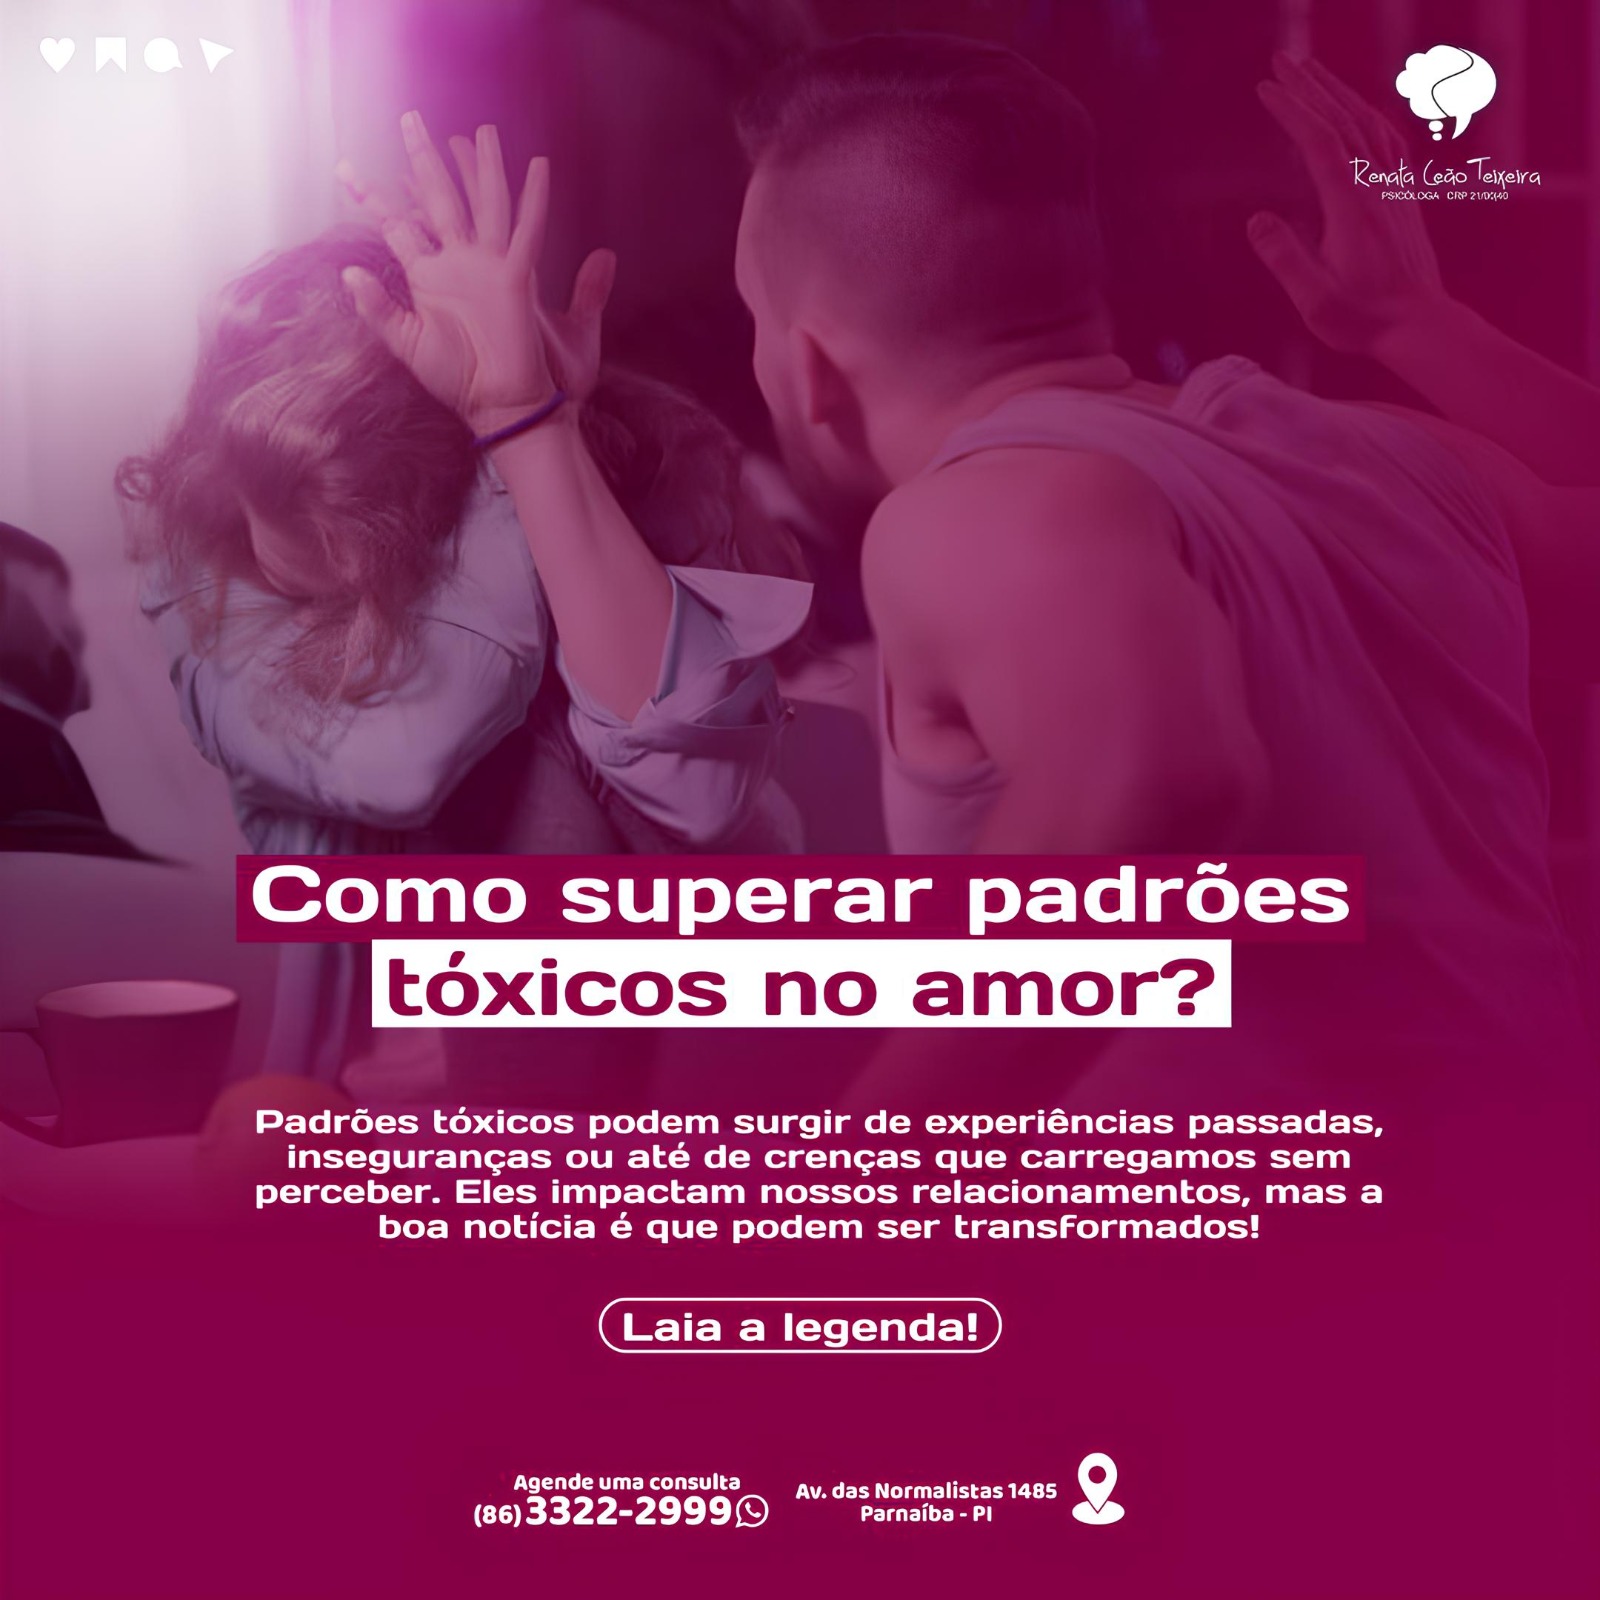 Renata Leão Teixeira
PSICÓLOGA CRP
Como superar padrões
tóxicos no amor?
Padrões tóxicos podem surgir de experiências passadas,
inseguranças ou até de crenças que carregamos sem
perceber. Eles impactam nossos relacionamentos, mas a
boa notícia é que podem ser transformados!
Laia a legenda!
Agende uma consulta
(86) 3322-2999
Av. das Normalistas 1485
Parnaíba - PI